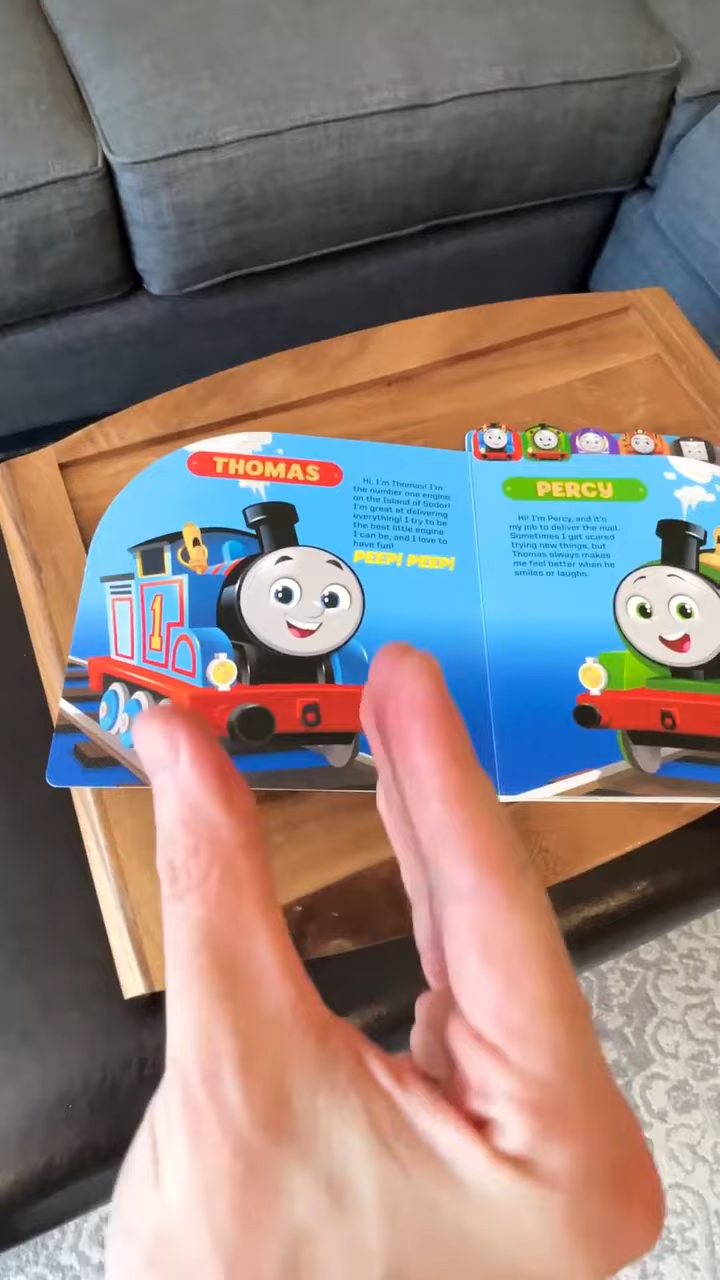 THOMAS
Hi, I'm Thomas! I'm
the number one engine
on the Island of Sodor!
I'm great at delivering
everything! I try to be
the best little engine
I can be, and I love to
have fun!
PEEP! PEEP!
1
PERCY
Hi! I'm Percy, and it's
my job to deliver the mail.
Sometimes I get scared
trying new things, but
Thomas always makes
me feel better when he
smiles or laughs.